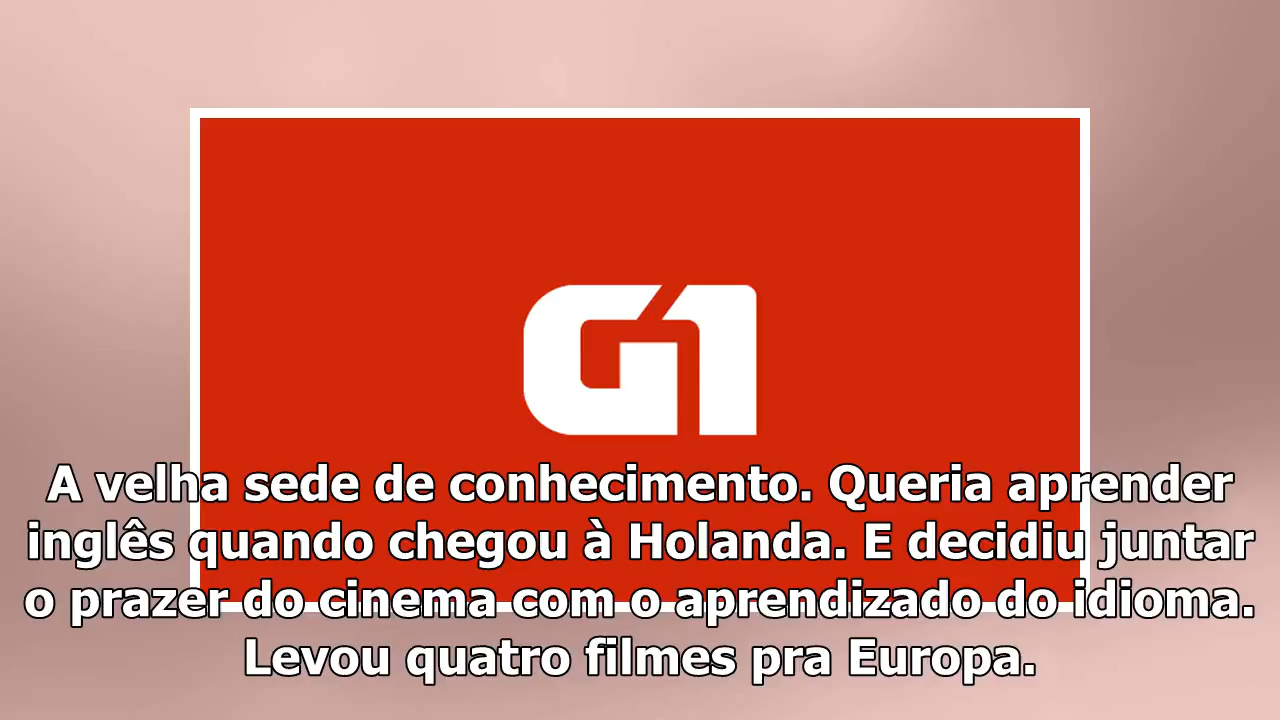 G1
A velha sede de conhecimento. Queria aprender
inglês quando chegou à Holanda. E decidiu juntar
o prazer do cinema com o aprendizado do idioma.
Levou quatro filmes pra Europa.